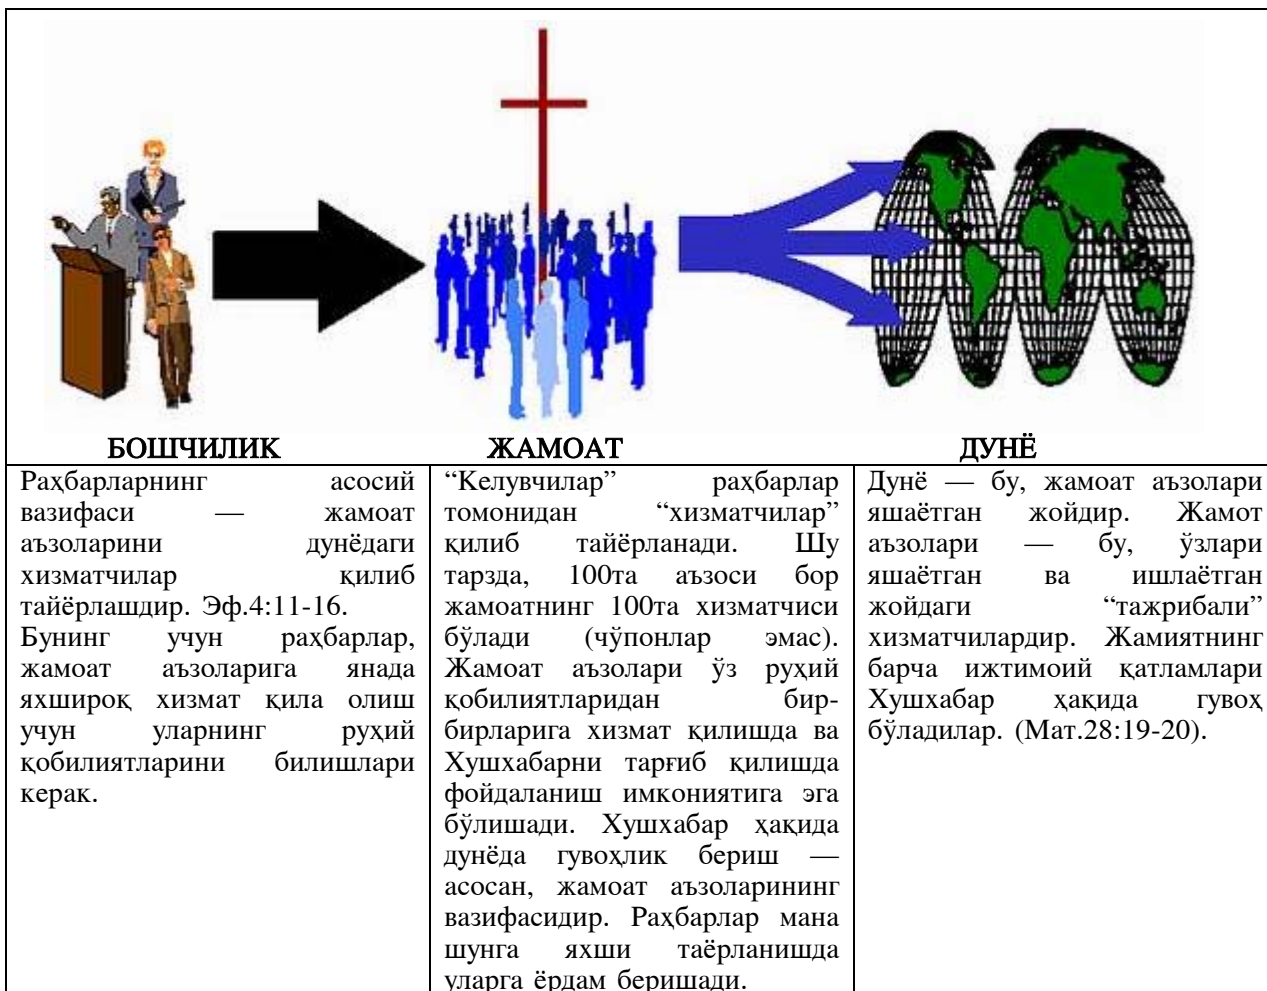 БОШЧИЛИК
ЖАМОАТ
ДУНЁ
Раҳбарларнинг асосий
вазифаси — жамоат
аъзоларини дунёдаги
хизматчилар қилиб
тайёрлашдир. Эф.4:11-16.
Бунинг учун раҳбарлар,
жамоат аъзоларига янада
яхшироқ хизмат қила олиш
учун уларнинг руҳий
қобилиятларини билишлари
керак.
“Келувчилар” раҳбарлар
томонидан “хизматчилар”
қилиб тайёрланади. Шу
тарзда, 100та аъзоси бор
жамоатнинг 100та хизматчиси
бўлади (чўпонлар эмас).
Жамоат аъзолари ўз руҳий
қобилиятларидан бир-
бирларига хизмат қилишда ва
Хушхабарни тарғиб қилишда
фойдаланиш имкониятига эга
бўлишади. Хушхабар ҳақида
дунёда гувоҳлик бериш —
асосан, жамоат аъзоларининг
вазифасидир. Раҳбарлар мана
шунга яхши таёрланишда
уларга ёрдам беришади.
Дунё — бу, жамоат аъзолари
яшаётган жойдир. Жамот
аъзолари — бу, ўзлари
яшаётган ва ишлаётган
жойдаги “тажрибали”
хизматчилардир. Жамиятнинг
барча ижтимоий қатламлари
Хушхабар ҳақида гувоҳ
бўладилар. (Мат.28:19-20).